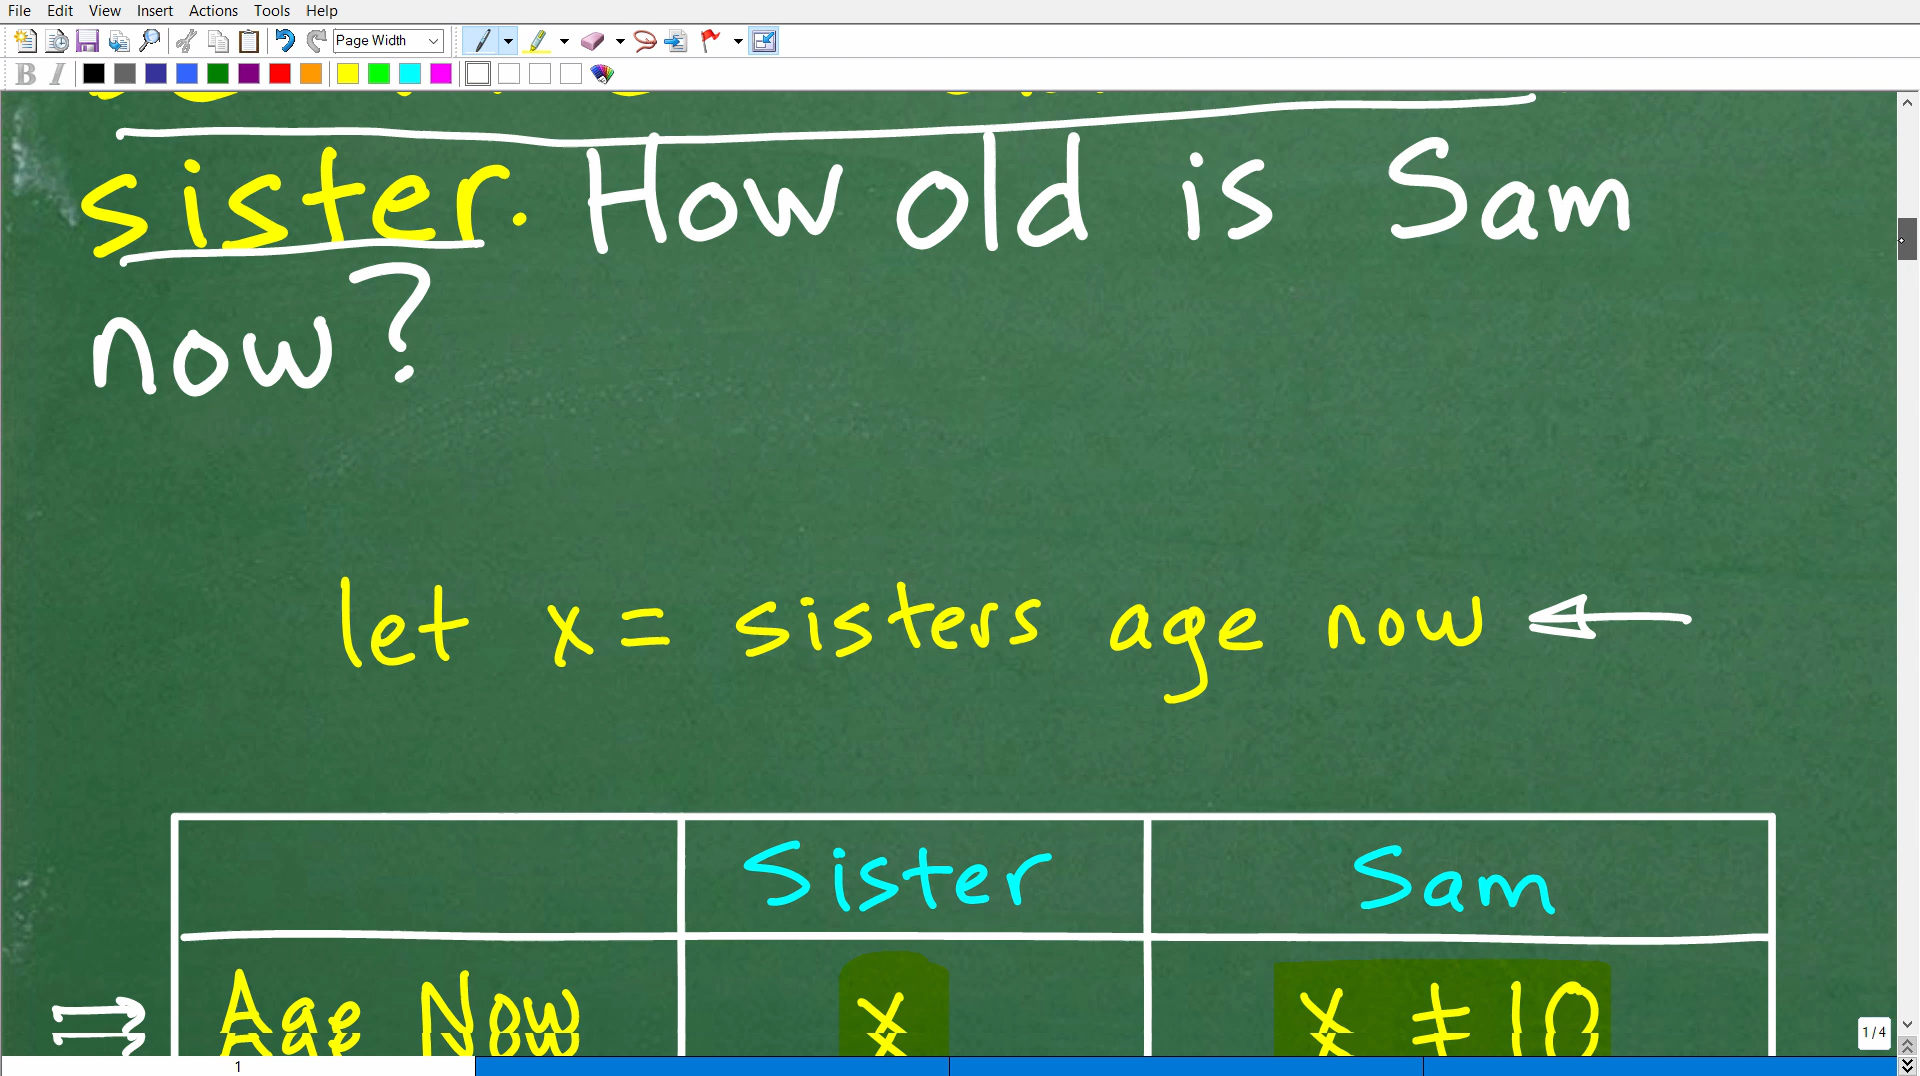 File Edit View Insert Actions Tools Help
Page Width
B I
sister. How old is Sam
now?
let x = sisters age now
Sister Sam
Age Now x x + 10
1 / 4
1